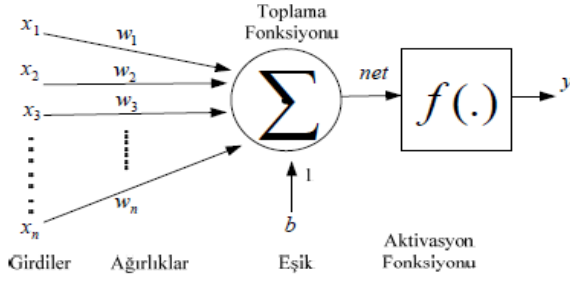 Toplama
Fonksiyonu
x₁
w₁
x₂
w₂
x₃
w₃
∑
net
f(.)
y
1
wₙ
xₙ
b
Girdiler
Ağırlıklar
Eşik
Aktivasyon
Fonksiyonu